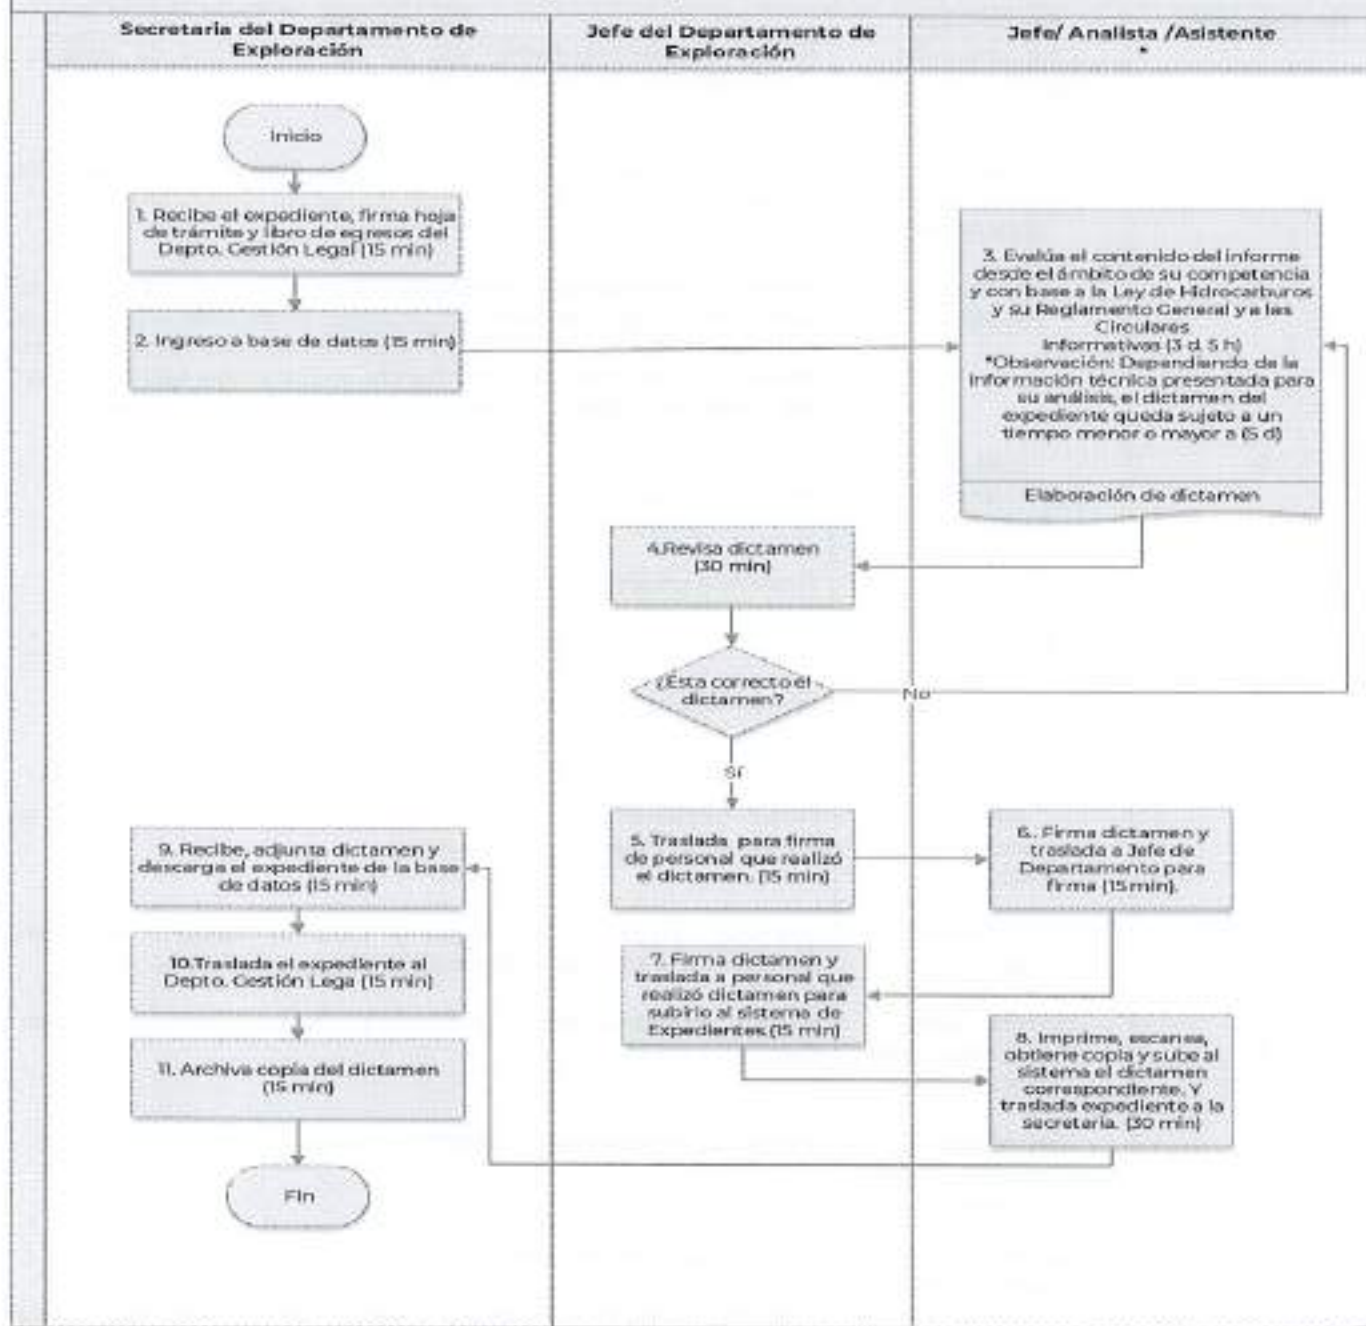 Secretaria del Departamento de
Exploración
Jefe del Departamento de
Exploración
Jefe/ Analista /Asistente
*
Inicio
1. Recibe el expediente, firma hoja
de trámite y libro de egresos del
Depto. Gestión Legal (15 min)
2. Ingreso a base de datos (15 min)
3. Evalúa el contenido del informe
desde el ámbito de su competencia
y con base a la Ley de Hidrocarburos
y su Reglamento General y a las
Circulares
Informativas (3 d. 5 h)
*Observación: Dependiendo de la
información técnica presentada para
su análisis, el dictamen del
expediente queda sujeto a un
tiempo menor o mayor a (5 d)
Elaboración de dictamen
4.Revisa dictamen
(30 min)
¿Esta correcto él
dictamen?
No
Sí
5. Traslada para firma
de personal que realizó
el dictamen. (15 min)
6.. Firma dictamen y
traslada a Jefe de
Departamento para
firma (15 min).
7. Firma dictamen y
traslada a personal que
realizó dictamen para
subirlo al sistema de
Expedientes.(15 min)
8. Imprime, escanea,
obtiene copia y sube al
sistema el dictamen
correspondiente. Y
traslada expediente a la
secretaria. (30 min)
9. Recibe, adjunta dictamen y
descarga el expediente de la base
de datos (15 min)
10.Traslada el expediente al
Depto. Gestión Lega (15 min)
11. Archiva copia del dictamen
(15 min)
Fin